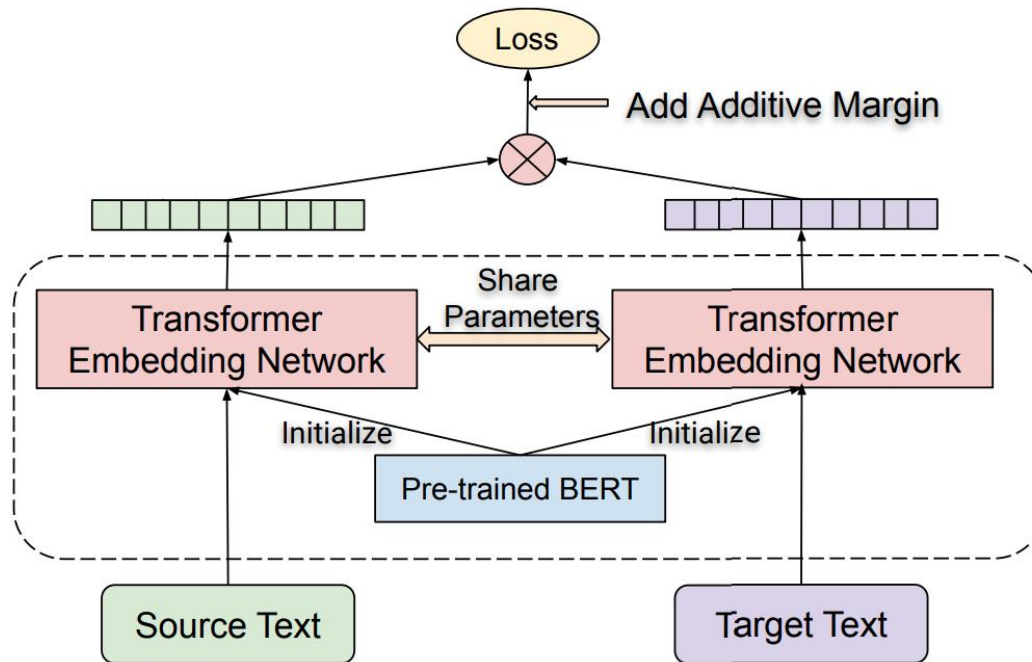 Loss
Add Additive Margin
Share
Parameters
Transformer
Embedding Network
Transformer
Embedding Network
Initialize
Initialize
Pre-trained BERT
Source Text
Target Text